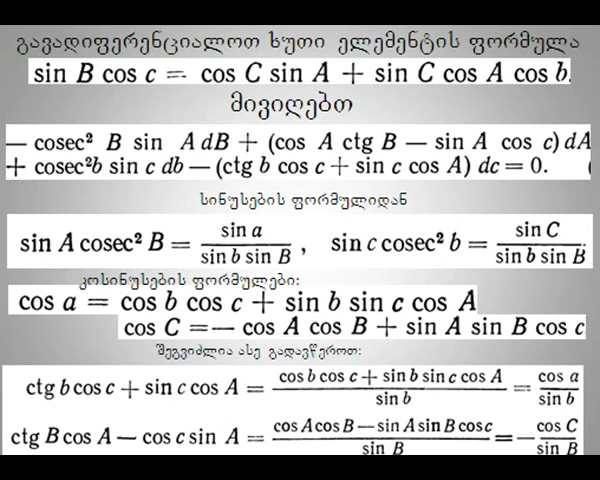 გავადიფერენციალოთ ხუთი ელემენტის ფორმულა
sin B cos c = cos C sin A + sin C cos A cos b.
მივიღებთ
— cosec² B sin A dB + (cos A ctg B — sin A cos c) dA
+ cosec²b sin c db — (ctg b cos c + sin c cos A) dc = 0. (
სინუსების ფორმულიდან
sin A cosec² B = sin a / sin b sin B , sin c cosec² b = sin C / sin b sin B .
კოსინუსების ფორმულები:
cos a = cos b cos c + sin b sin c cos A
cos C = — cos A cos B + sin A sin B cos c
შეგვიძლია ასე გადავწეროთ:
ctg b cos c + sin c cos A = cos b cos c + sin b sin c cos A / sin b = cos a / sin b
ctg B cos A — cos c sin A = cos A cos B — sin A sin B cos c / sin B = — cos C / sin B